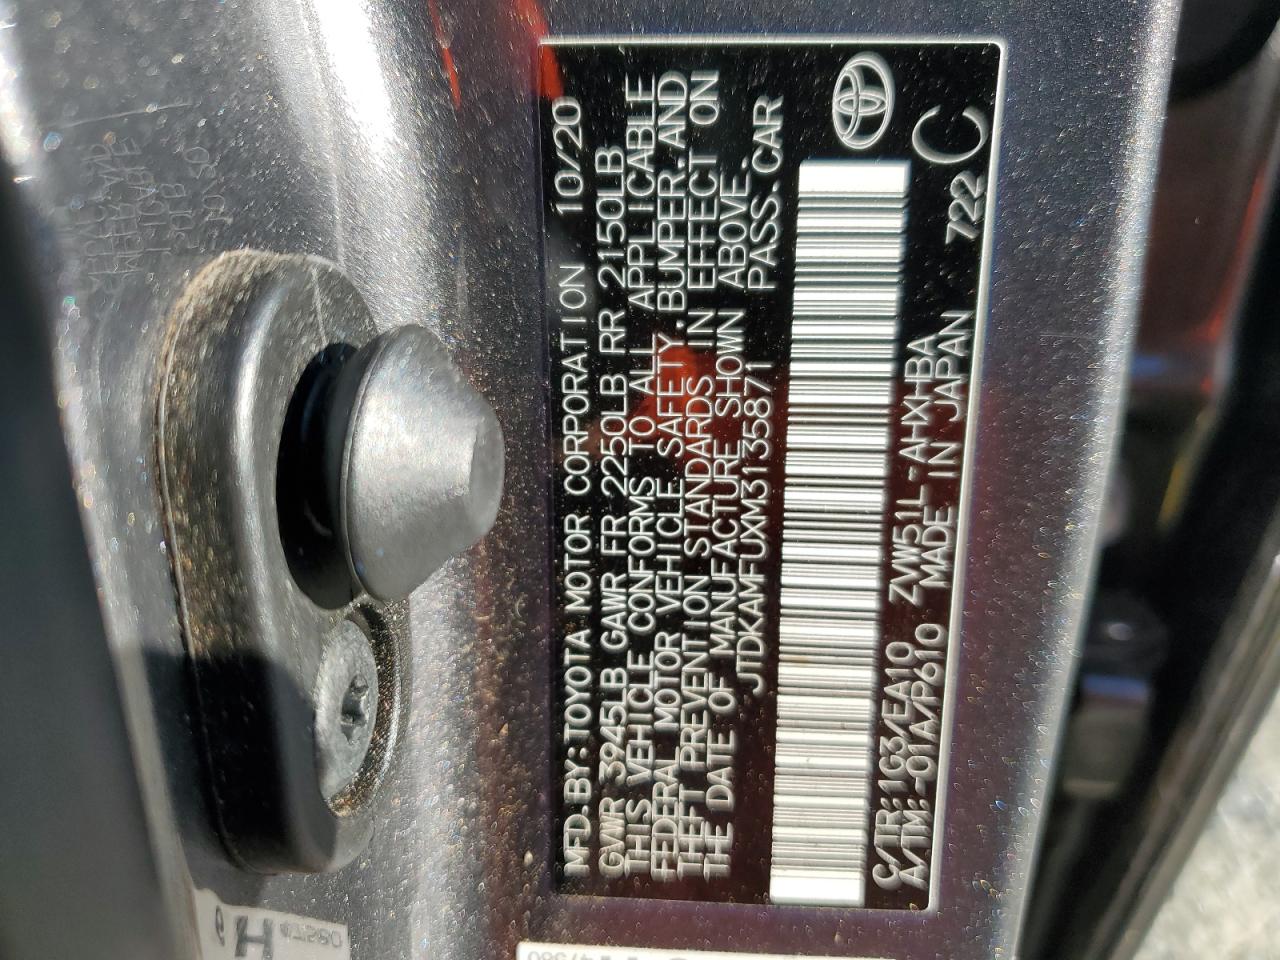 MFD.BY:TOYOTA MOTOR CORPORATION 10/20
GVWR 3945LB GAWR FR 2250LB RR 2150LB
THIS VEHICLE CONFORMS TO ALL APPLICABLE
FEDERAL MOTOR VEHICLE SAFETY,BUMPER,AND
THEFT PREVENTION STANDARDS IN EFFECT ON
THE DATE OF MANUFACTURE SHOWN ABOVE.
JTDKAMFUXM3135871 PASS.CAR
C/TR:1G3/EA10 ZVW51L-AHXHBA 722 C
A/TM:-01A/P610 MADE IN JAPAN
H 47580